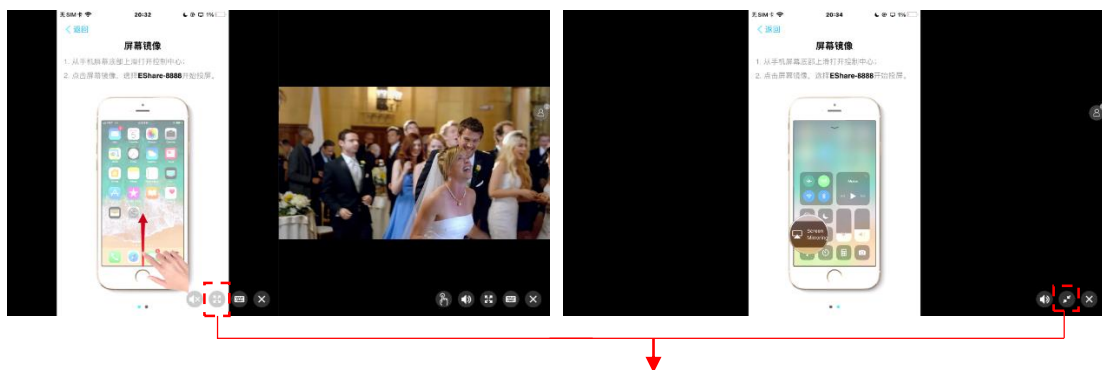 无SIM卡 20:32 1%
返回
屏幕镜像
1. 从手机屏幕底部上滑打开控制中心；
2. 点击屏幕镜像，选择EShare-8888开始投屏。
无SIM卡 20:34 1%
返回
屏幕镜像
1. 从手机屏幕底部上滑打开控制中心；
2. 点击屏幕镜像，选择EShare-8888开始投屏。
Screen
Mirroring